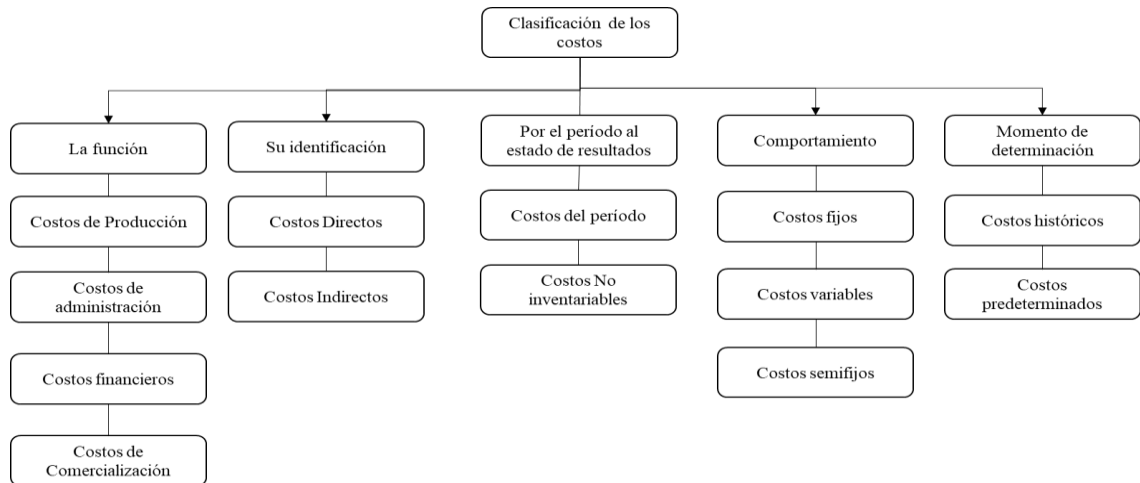 Clasificación de los
costos
La función
Costos de Producción
Costos de
administración
Costos financieros
Costos de
Comercialización
Su identificación
Costos Directos
Costos Indirectos
Por el período al
estado de resultados
Costos del período
Costos No
inventariables
Comportamiento
Costos fijos
Costos variables
Costos semifijos
Momento de
determinación
Costos históricos
Costos
predeterminados